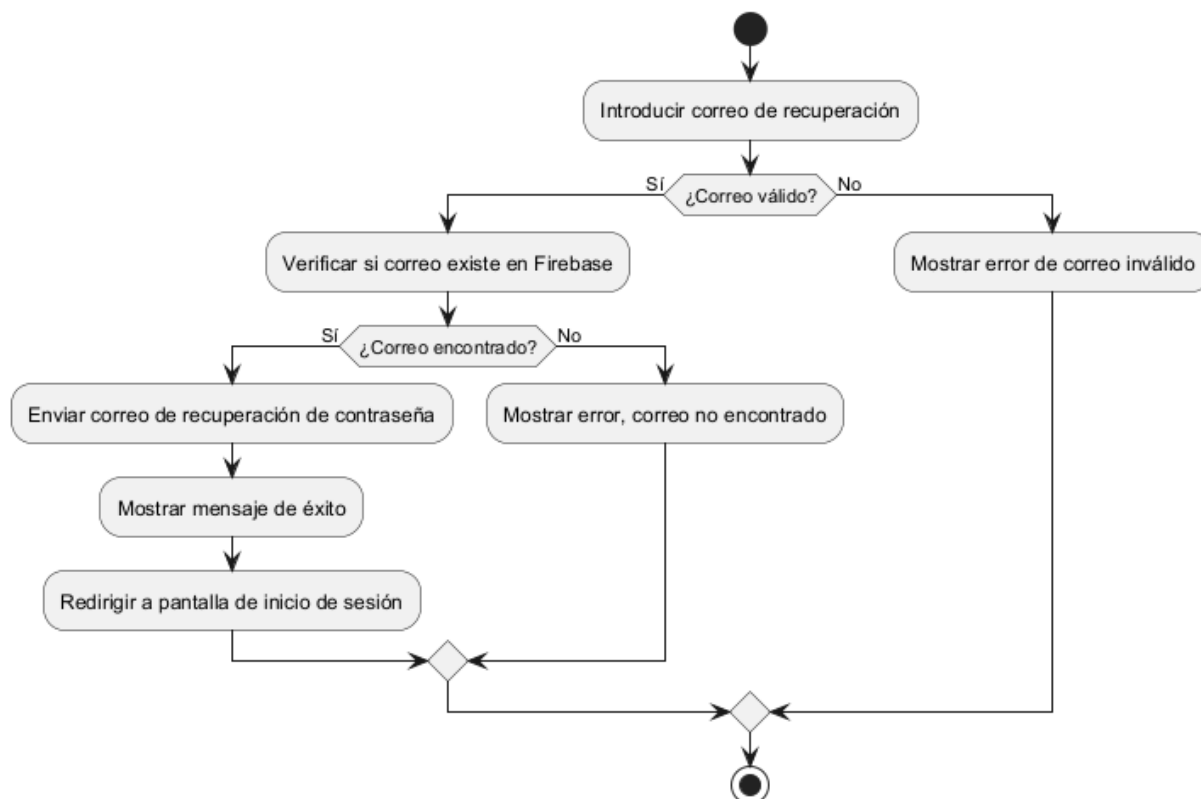 Introducir correo de recuperación
Sí
¿Correo válido?
No
Verificar si correo existe en Firebase
Mostrar error de correo inválido
Sí
¿Correo encontrado?
No
Enviar correo de recuperación de contraseña
Mostrar error, correo no encontrado
Mostrar mensaje de éxito
Redirigir a pantalla de inicio de sesión